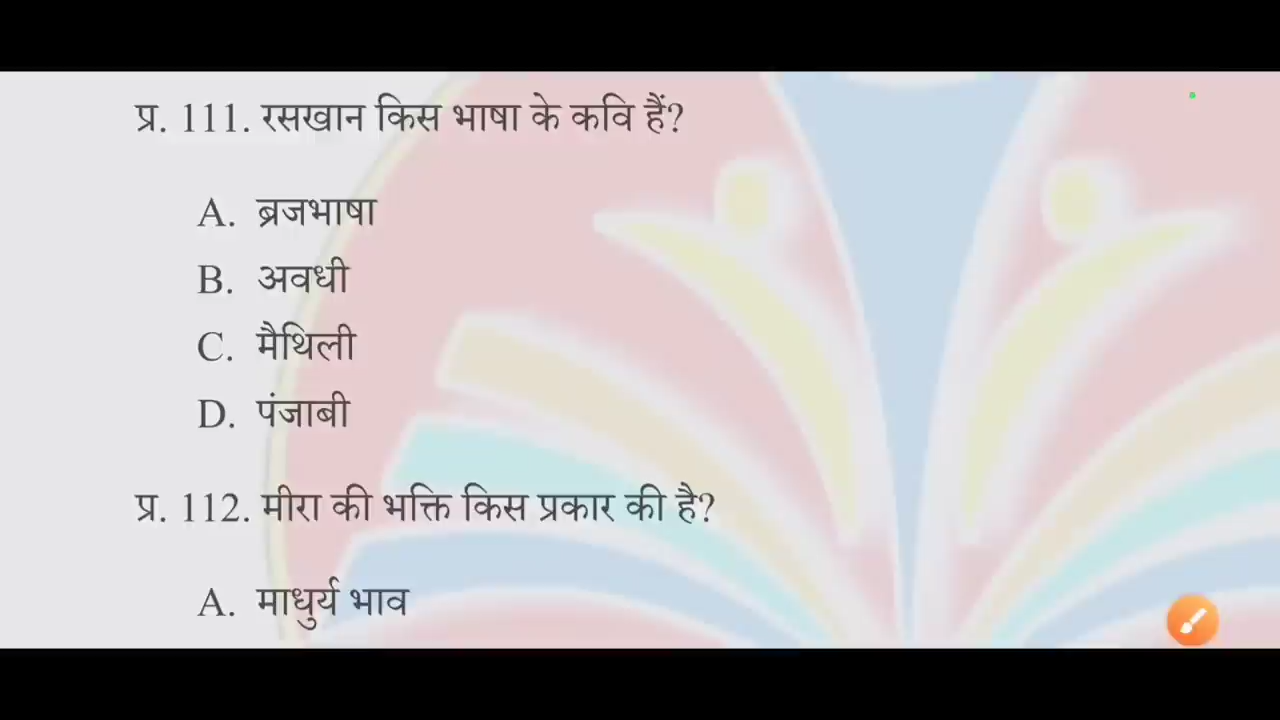 प्र. 111. रसखान किस भाषा के कवि हैं?
A. ब्रजभाषा
B. अवधी
C. मैथिली
D. पंजाबी
प्र. 112. मीरा की भक्ति किस प्रकार की है?
A. माधुर्य भाव